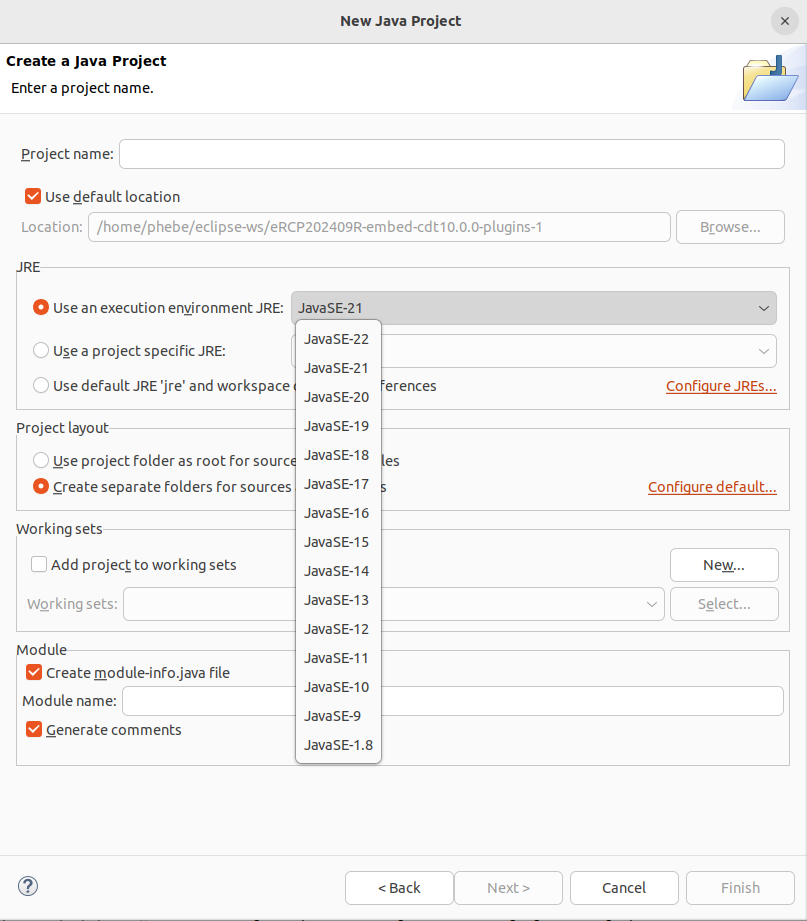 New Java Project
Create a Java Project
Enter a project name.
Project name:
Use default location
Location: /home/phebe/eclipse-ws/eRCP202409R-embed-cdt10.0.0-plugins-1 Browse...
JRE
Use an execution environment JRE: JavaSE-21
JavaSE-22
JavaSE-21
JavaSE-20
JavaSE-19
JavaSE-18
JavaSE-17
JavaSE-16
JavaSE-15
JavaSE-14
JavaSE-13
JavaSE-12
JavaSE-11
JavaSE-10
JavaSE-9
JavaSE-1.8
Use a project specific JRE:
Use default JRE 'jre' and workspace Configure JREs...
Project layout
Use project folder as root for
Create separate folders for sources Configure default...
Working sets
Add project to working sets New...
Working sets: Select...
Module
Create module-info.java file
Module name:
Generate comments
< Back Next > Cancel Finish